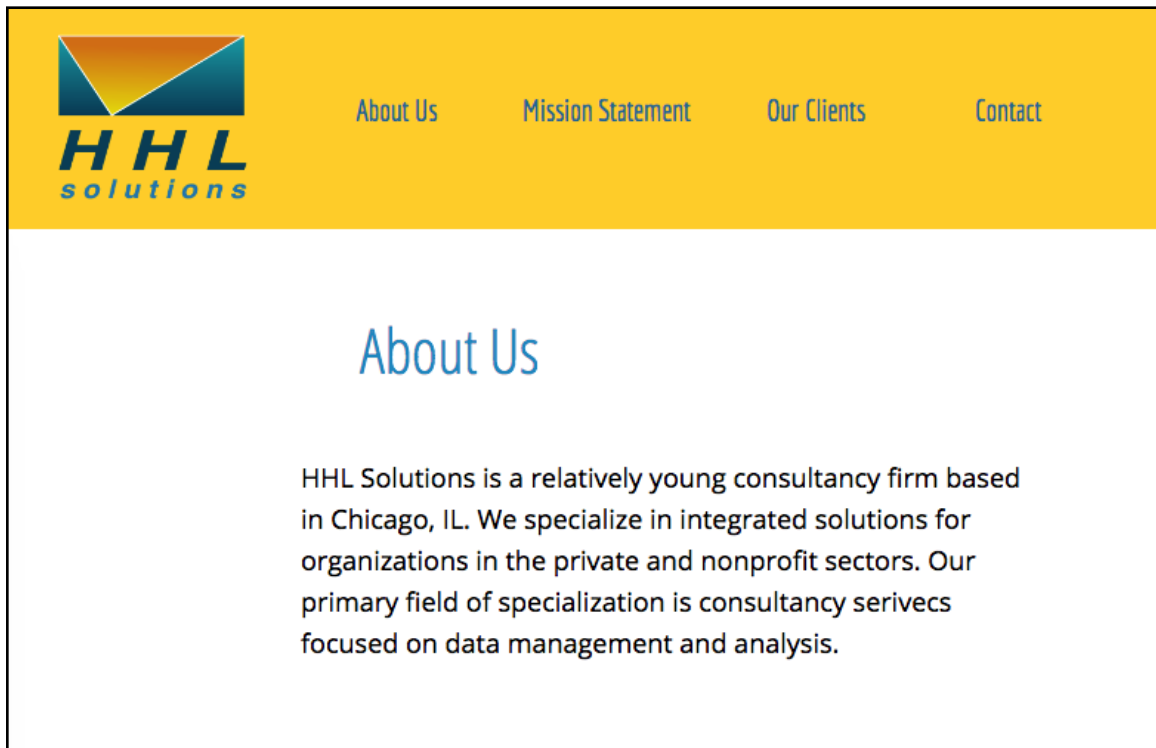 HHL
solutions
About Us
Mission Statement
Our Clients
Contact
About Us
HHL Solutions is a relatively young consultancy firm based
in Chicago, IL. We specialize in integrated solutions for
organizations in the private and nonprofit sectors. Our
primary field of specialization is consultancy serivecs
focused on data management and analysis.